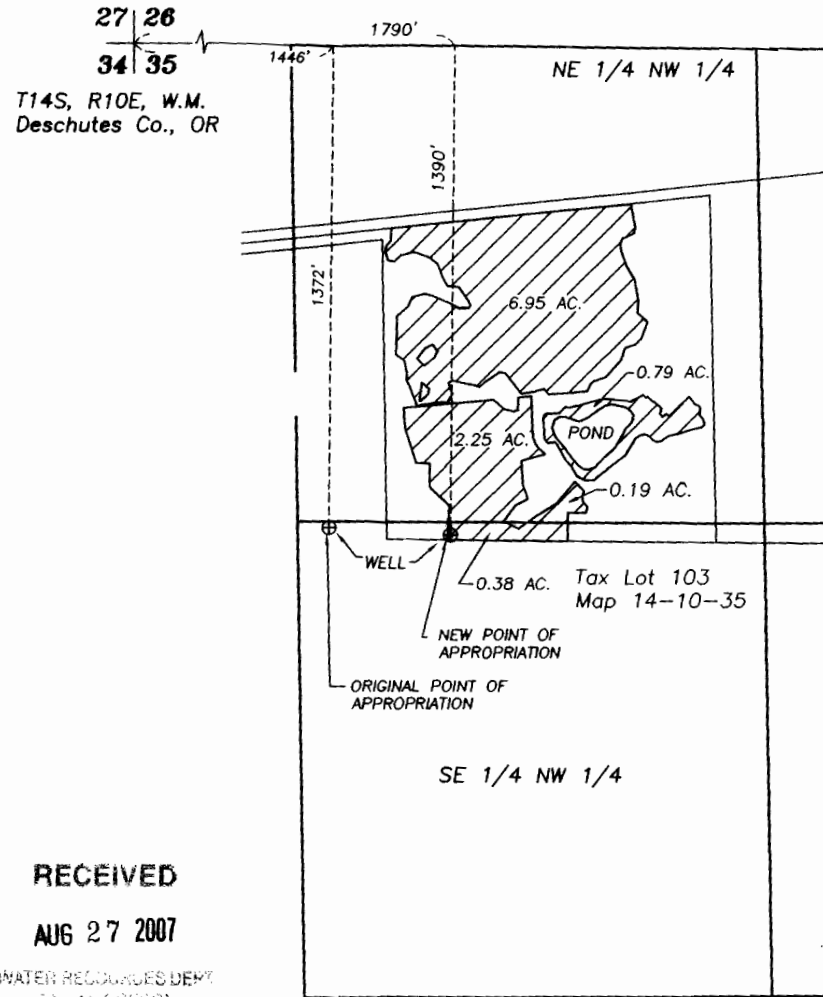 27 26
34 35
T14S, R10E, W.M.
Deschutes Co., OR
1790'
1446'
NE 1/4 NW 1/4
1390'
1372'
6.95 AC.
0.79 AC.
2.25 AC.
POND
0.19 AC.
WELL
0.38 AC.
Tax Lot 103
Map 14-10-35
NEW POINT OF
APPROPRIATION
ORIGINAL POINT OF
APPROPRIATION
SE 1/4 NW 1/4
RECEIVED
AUG 27 2007
WATER RESOURCES DEPT